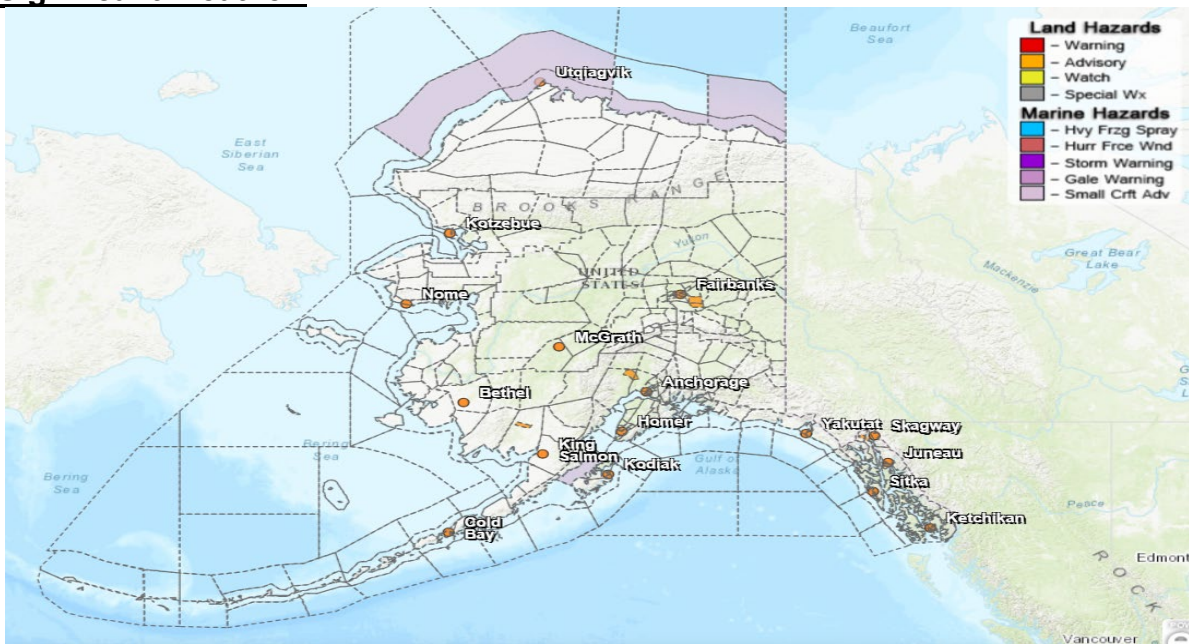 Land Hazards
- Warning
- Advisory
- Watch
- Special Wx
Marine Hazards
- Hvy Frzg Spray
- Hurr Frce Wnd
- Storm Warning
- Gale Warning
- Small Crft Adv
Beaufort
Sea
Utqiagvik
East
Siberian
Sea
BROOKS RANGE
Kotzebue
Yukon
Great Bear
Lake
Mackenzie
UNITED
STATES
Fairbanks
Nome
McGrath
Anchorage
Bethel
Homer
Yakutat
Skagway
King
Salmon
Bering
Sea
Gulf of
Alaska
Juneau
Kodiak
Bering
Sea
Sitka
Peace
Cold
Bay
Ketchikan
Edmont
ROCK
Vancouver